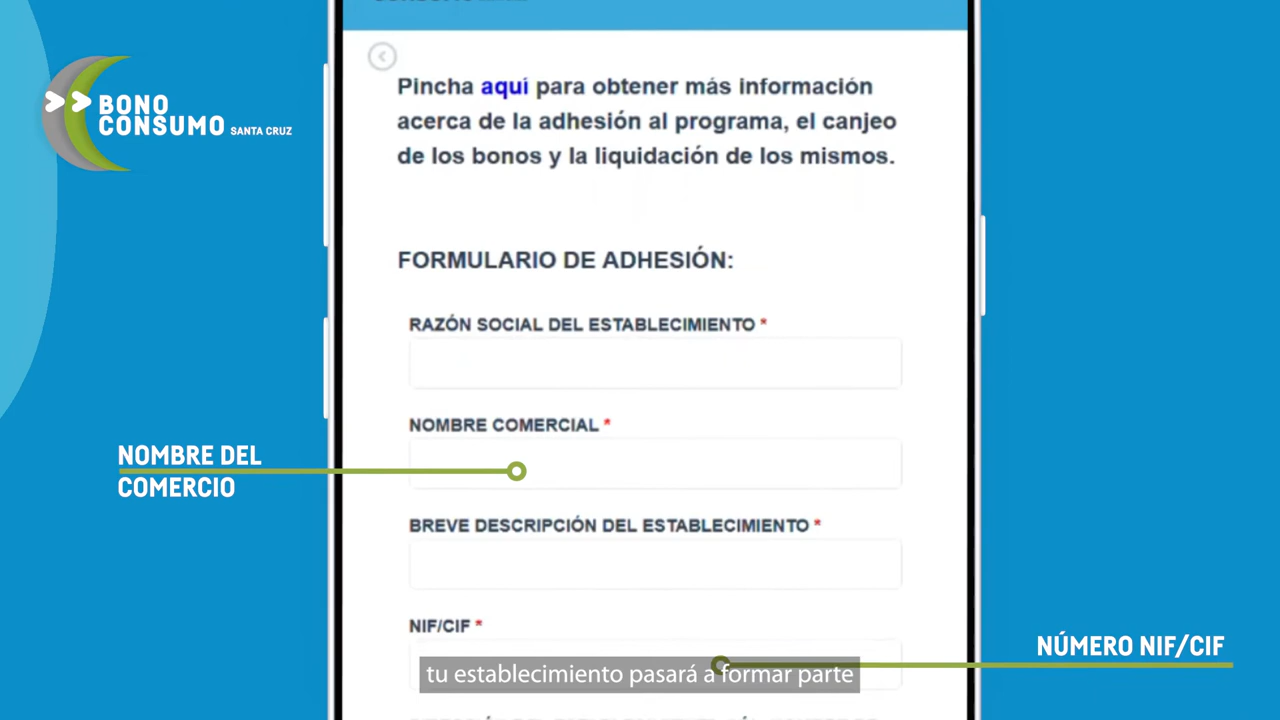 BONO
CONSUMO SANTA CRUZ
Pincha aquí para obtener más información
acerca de la adhesión al programa, el canjeo
de los bonos y la liquidación de los mismos.
FORMULARIO DE ADHESIÓN:
RAZÓN SOCIAL DEL ESTABLECIMIENTO *
NOMBRE COMERCIAL *
NOMBRE DEL
COMERCIO
BREVE DESCRIPCIÓN DEL ESTABLECIMIENTO *
NIF/CIF *
NÚMERO NIF/CIF
tu establecimiento pasará a formar parte